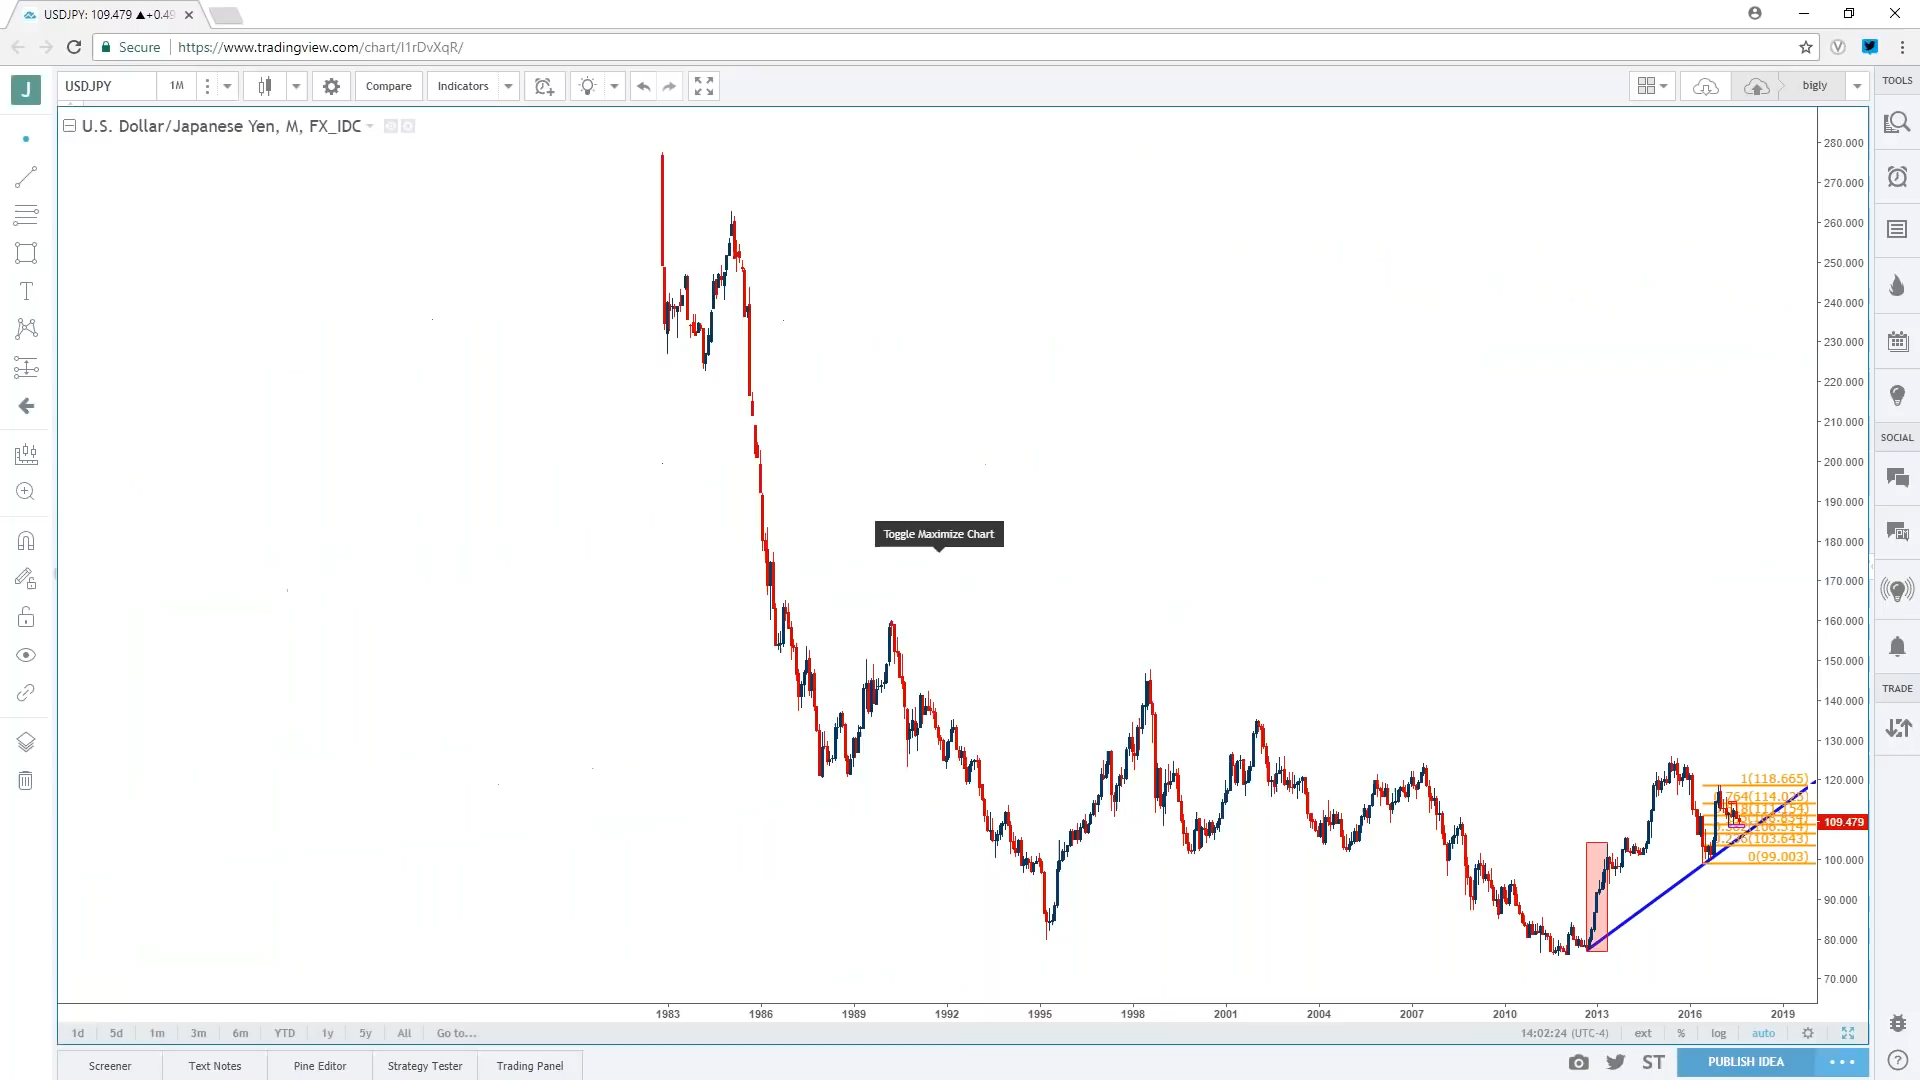 USDJPY: 109.479 ▲+0.49
Secure
https://www.tradingview.com/chart/I1rDvXqR/
J
USDJPY
1M
Compare
Indicators
bigly
TOOLS
U.S. Dollar/Japanese Yen, M, FX_IDC
280.000
270.000
260.000
250.000
240.000
230.000
220.000
210.000
200.000
190.000
180.000
170.000
160.000
150.000
140.000
130.000
120.000
109.479
100.000
90.000
80.000
70.000
SOCIAL
TRADE
Toggle Maximize Chart
1(118.665)
0(99.003)
1983 1986 1989 1992 1995 1998 2001 2004 2007 2010 2013 2016 2019
1d 5d 1m 3m 6m YTD 1y 5y All Go to...
14:02:24 (UTC-4) ext % log auto
Screener Text Notes Pine Editor Strategy Tester Trading Panel
ST PUBLISH IDEA